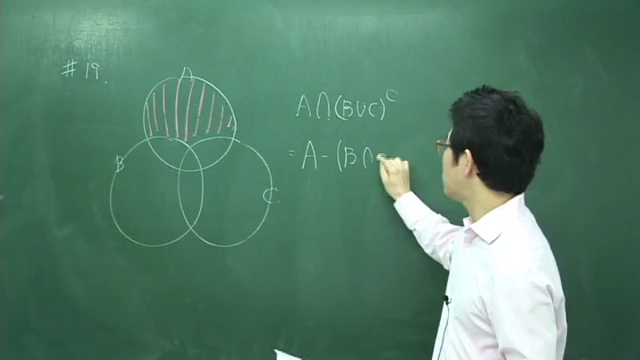 # 19.
A
B
C
A∩(B∪C)ᶜ
= A - (B∩